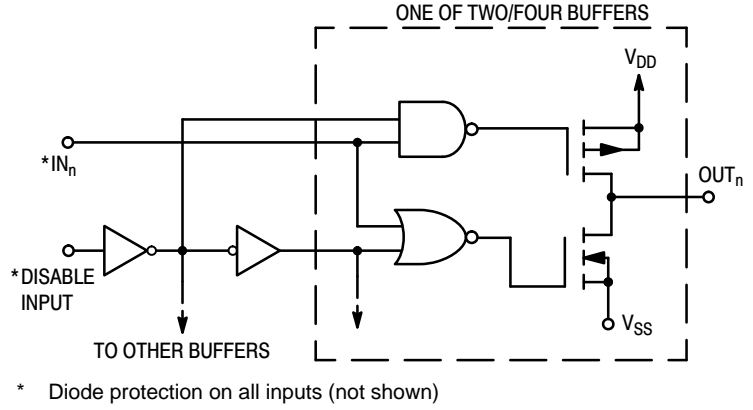 ONE OF TWO/FOUR BUFFERS
VDD
*INn
OUTn
*DISABLE
INPUT
VSS
TO OTHER BUFFERS
* Diode protection on all inputs (not shown)